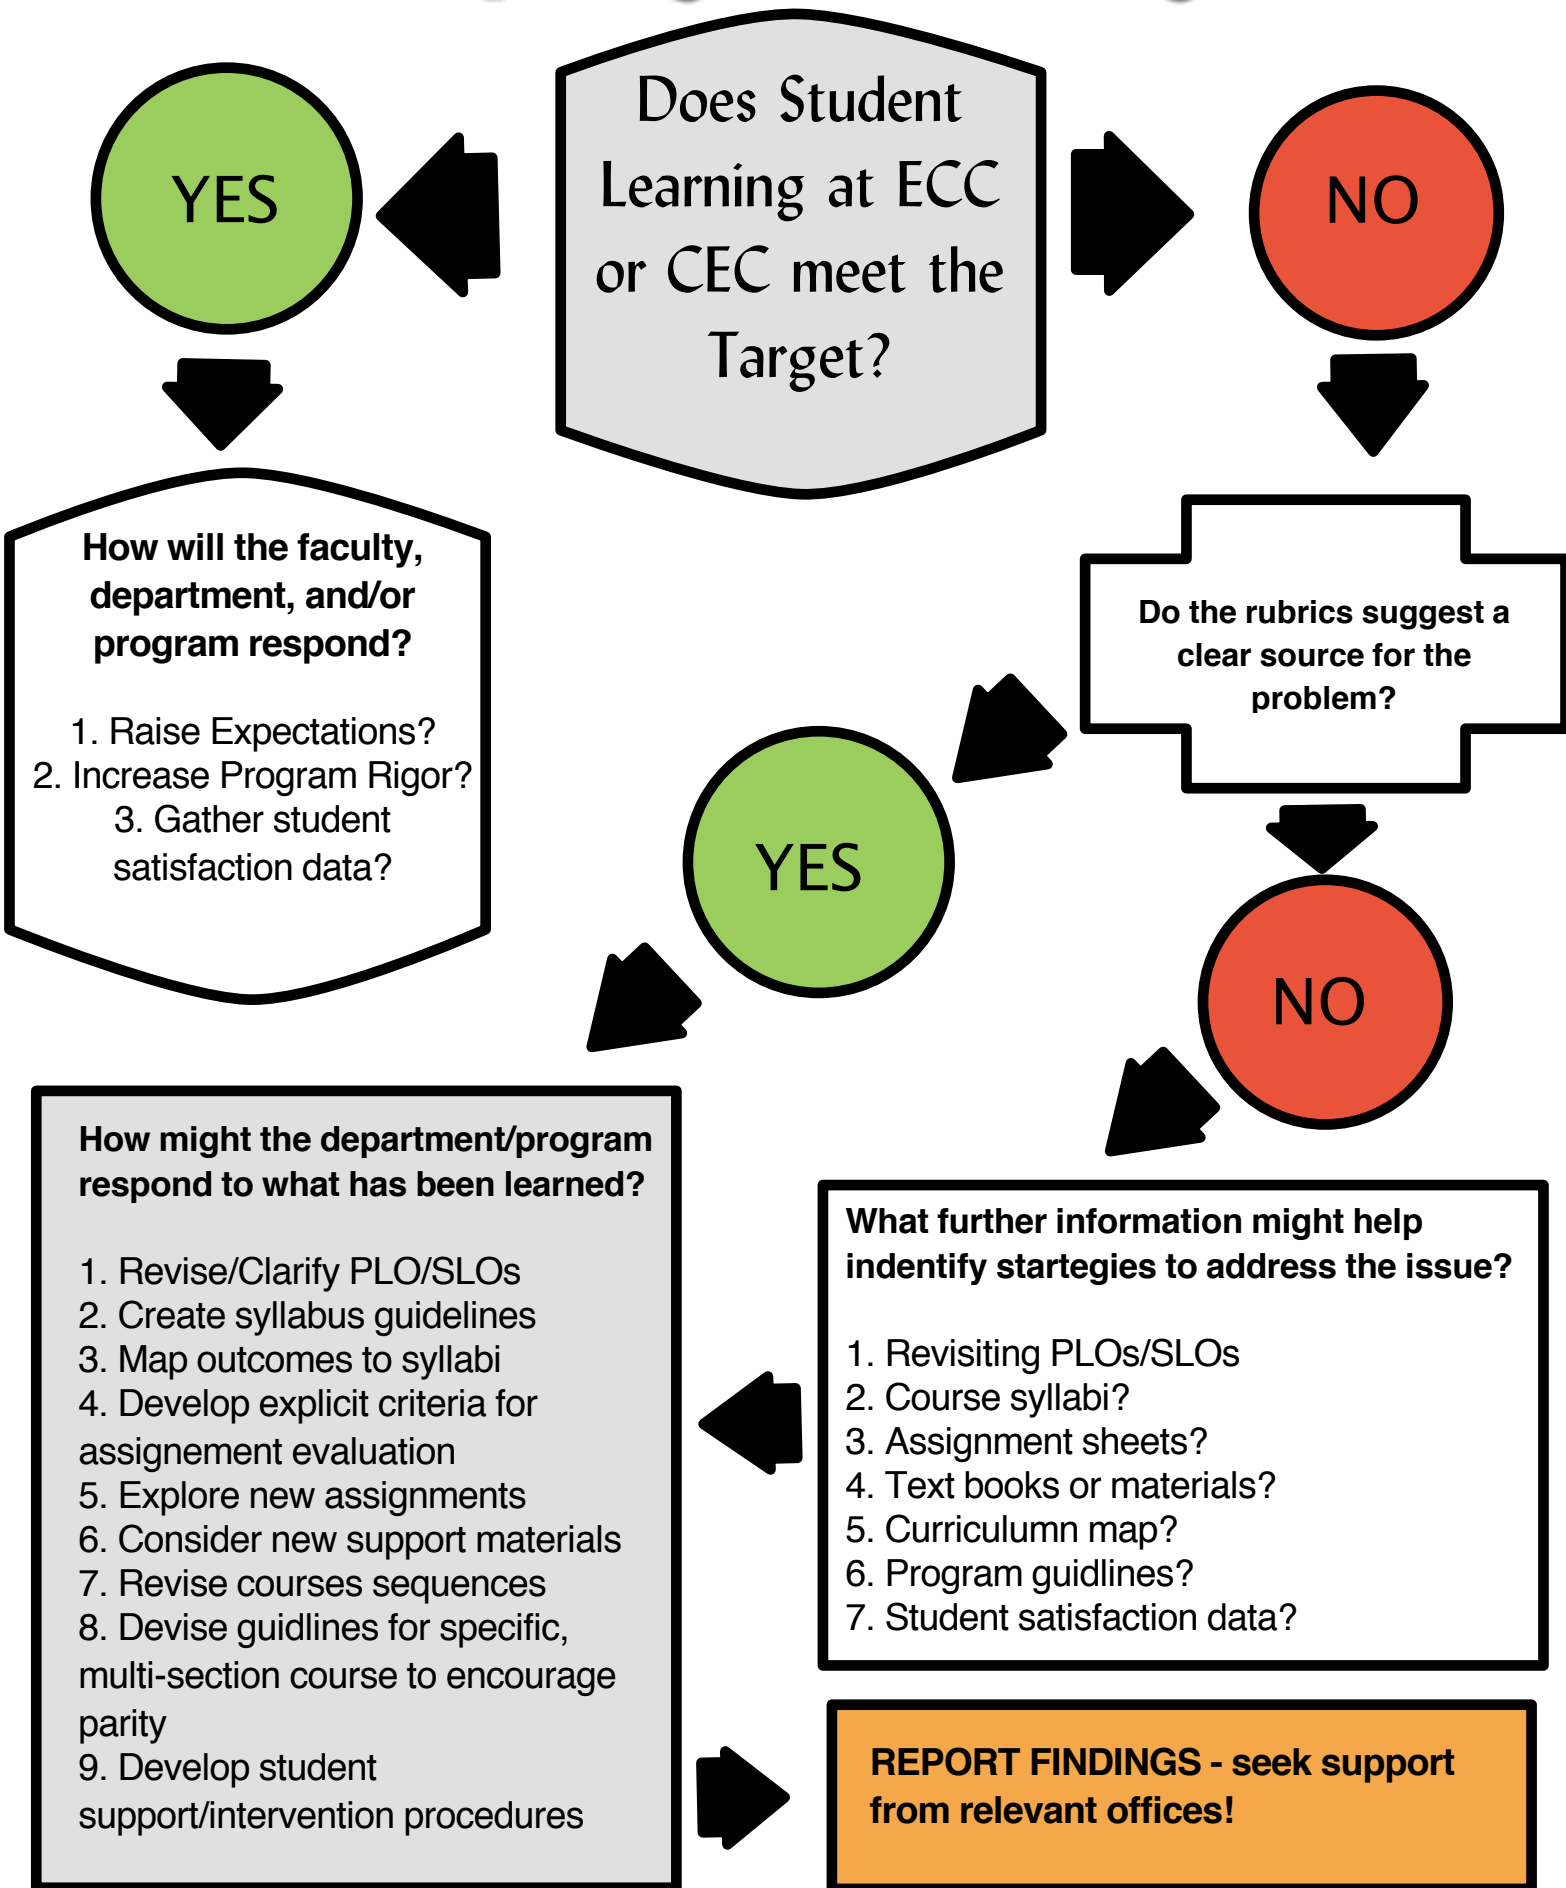 Does Student
Learning at ECC
or CEC meet the
Target?
YES
NO
How will the faculty,
department, and/or
program respond?
1. Raise Expectations?
2. Increase Program Rigor?
3. Gather student
satisfaction data?
Do the rubrics suggest a
clear source for the
problem?
YES
NO
How might the department/program
respond to what has been learned?
1. Revise/Clarify PLO/SLOs
2. Create syllabus guidelines
3. Map outcomes to syllabi
4. Develop explicit criteria for
assignement evaluation
5. Explore new assignments
6. Consider new support materials
7. Revise courses sequences
8. Devise guidlines for specific,
multi-section course to encourage
parity
9. Develop student
support/intervention procedures
What further information might help
indentify startegies to address the issue?
1. Revisiting PLOs/SLOs
2. Course syllabi?
3. Assignment sheets?
4. Text books or materials?
5. Curriculumn map?
6. Program guidlines?
7. Student satisfaction data?
REPORT FINDINGS - seek support
from relevant offices!